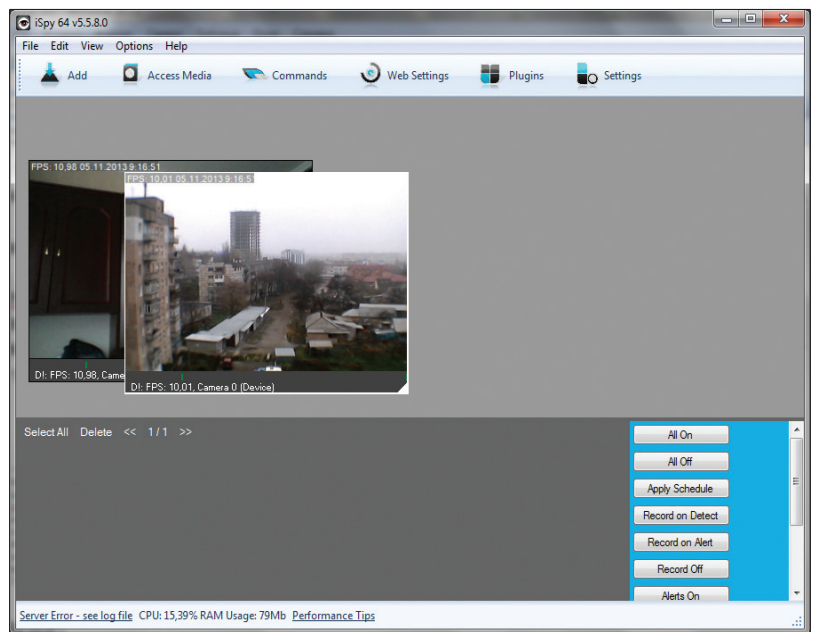 iSpy 64 v5.5.8.0
File Edit View Options Help
Add Access Media Commands Web Settings Plugins Settings
FPS: 10,98 05.11.2013 9:16:51
FPS: 10,01 05.11.2013 9:16:51
D!: FPS: 10,98, Came
D!: FPS: 10,01, Camera 0 (Device)
Select All Delete << 1/1 >>
All On
All Off
Apply Schedule
Record on Detect
Record on Alert
Record Off
Alerts On
Server Error - see log file CPU: 15,39% RAM Usage: 79Mb Performance Tips